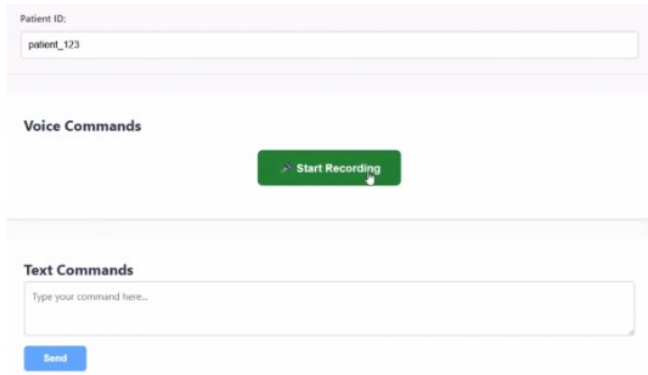 Patient ID:
patient_123
Voice Commands
Start Recording
Text Commands
Type your command here...
Send